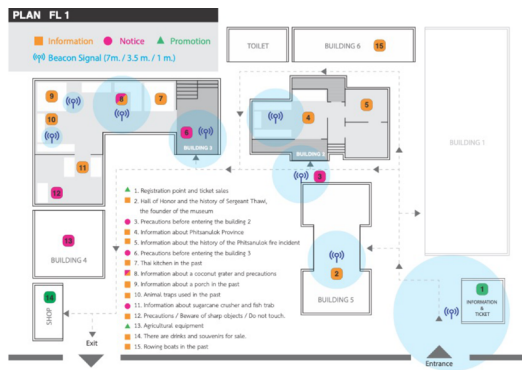 PLAN FL 1
Information Notice Promotion
Beacon Signal (7m. / 3.5 m. / 1 m.)
TOILET
BUILDING 6
15
9
8
7
10
6
BUILDING 3
11
12
4
5
BUILDING 2
3
BUILDING 1
13
BUILDING 4
14
SHOP
Exit
1. Registration point and ticket sales
2. Hall of Honor and the history of Sergeant Thawi,
the founder of the museum
3. Precautions before entering the building 2
4. Information about Phitsanulok Province
5. Information about the history of the Phitsanulok fire incident
6. Precautions before entering the building 3
7. Thai kitchen in the past
8. Information about a coconut grater and precautions
9. Information about a porch in the past
10. Animal traps used in the past
11. Information about sugarcane crusher and fish trab
12. Precautions / Beware of sharp objects / Do not touch.
13. Agricultural equipment
14. There are drinks and souvenirs for sale.
15. Rowing boats in the past
2
BUILDING 5
1
INFORMATION
&
TICKET
Entrance